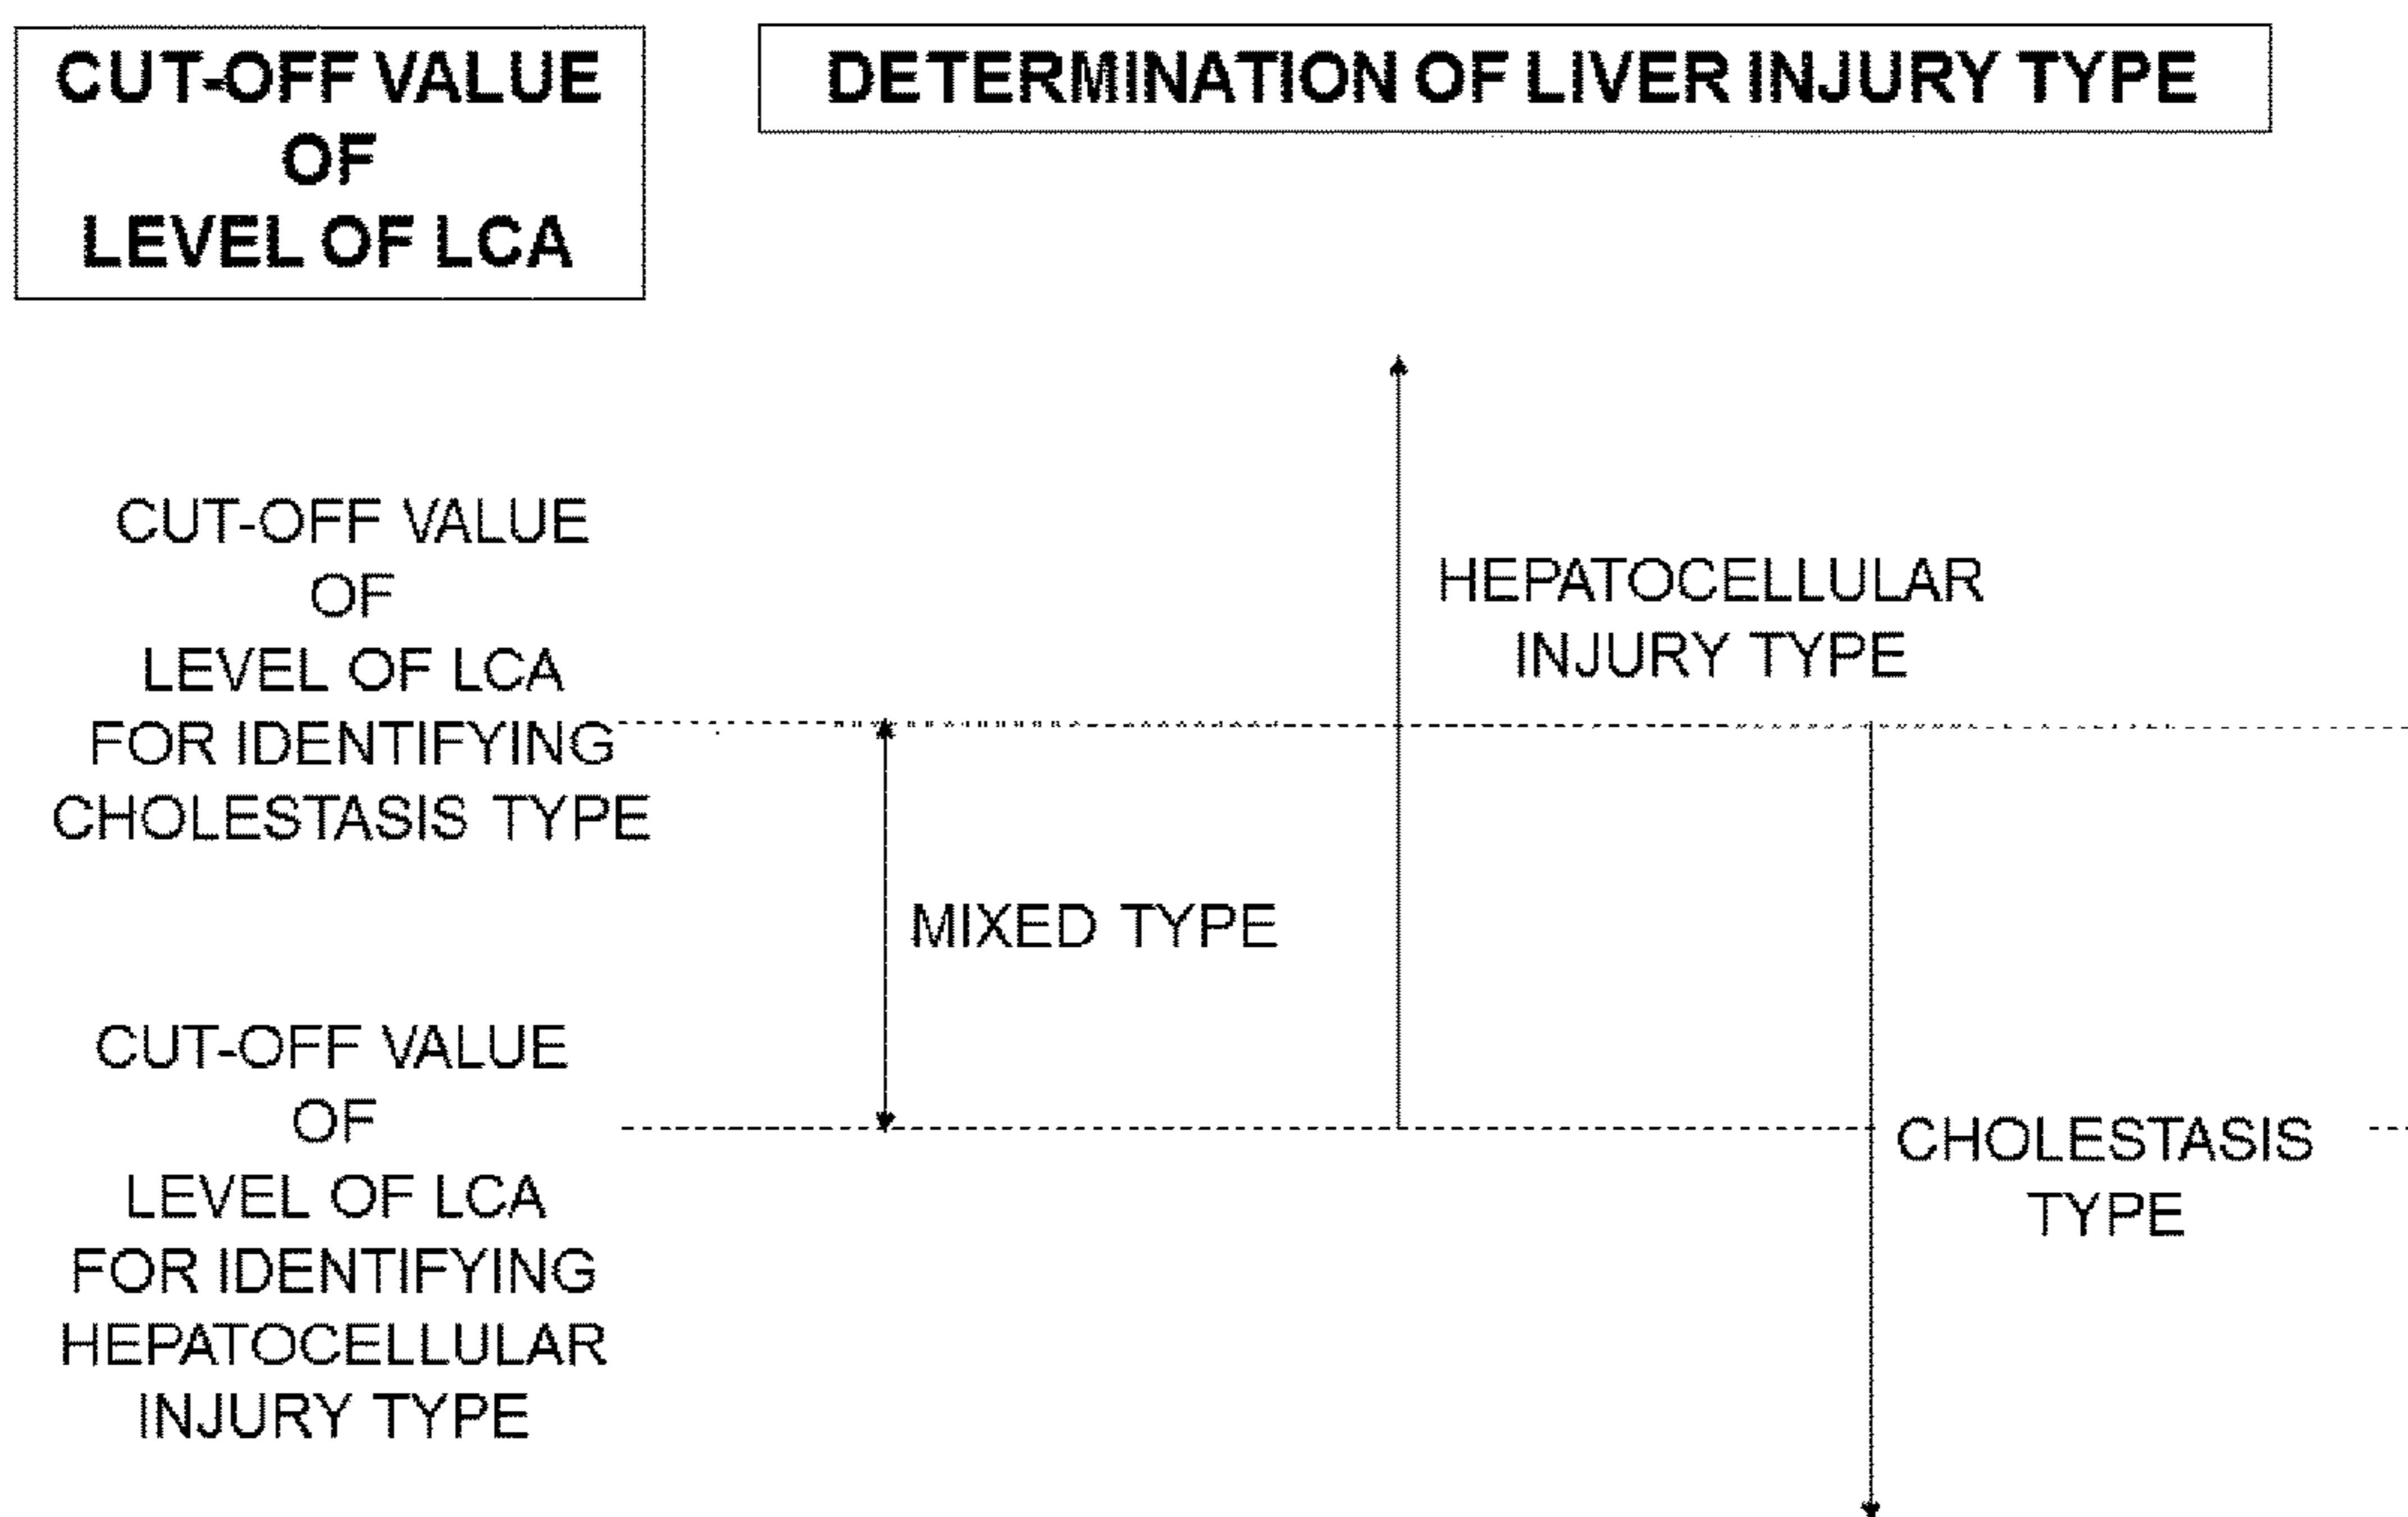 CUT-OFF VALUE
OF
LEVEL OF LCA
DETERMINATION OF LIVER INJURY TYPE
CUT-OFF VALUE
OF
LEVEL OF LCA
FOR IDENTIFYING
CHOLESTASIS TYPE
HEPATOCELLULAR
INJURY TYPE
MIXED TYPE
CUT-OFF VALUE
OF
LEVEL OF LCA
FOR IDENTIFYING
HEPATOCELLULAR
INJURY TYPE
CHOLESTASIS
TYPE